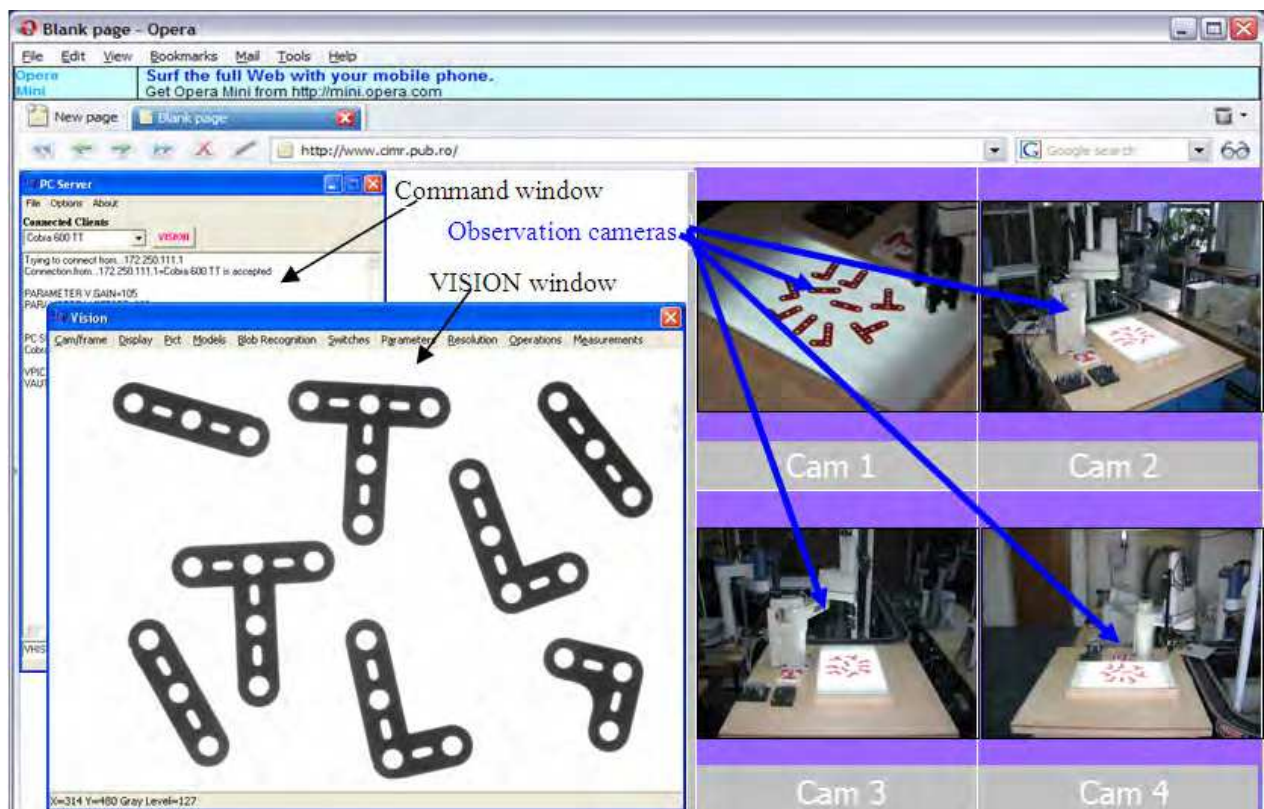 Blank page - Opera
File Edit View Bookmarks Mail Tools Help
Opera Mini
Surf the full Web with your mobile phone.
Get Opera Mini from http://mini.opera.com
New page Blank page
http://www.cimr.pub.ro/
Google search
PC Server
File Options About
Connected Clients
Cobra 600 TT VISION
Trying to connect from...172.250.111.1
Connection from...172.250.111.1=Cobra 600 TT is accepted
PARAMETER V.GAIN=105
Command window
Observation cameras
VISION window
Vision
Cam/frame Display Pict Models Blob Recognition Switches Parameters Resolution Operations Measurements
X=314 Y=480 Gray Level=127
Cam 1
Cam 2
Cam 3
Cam 4